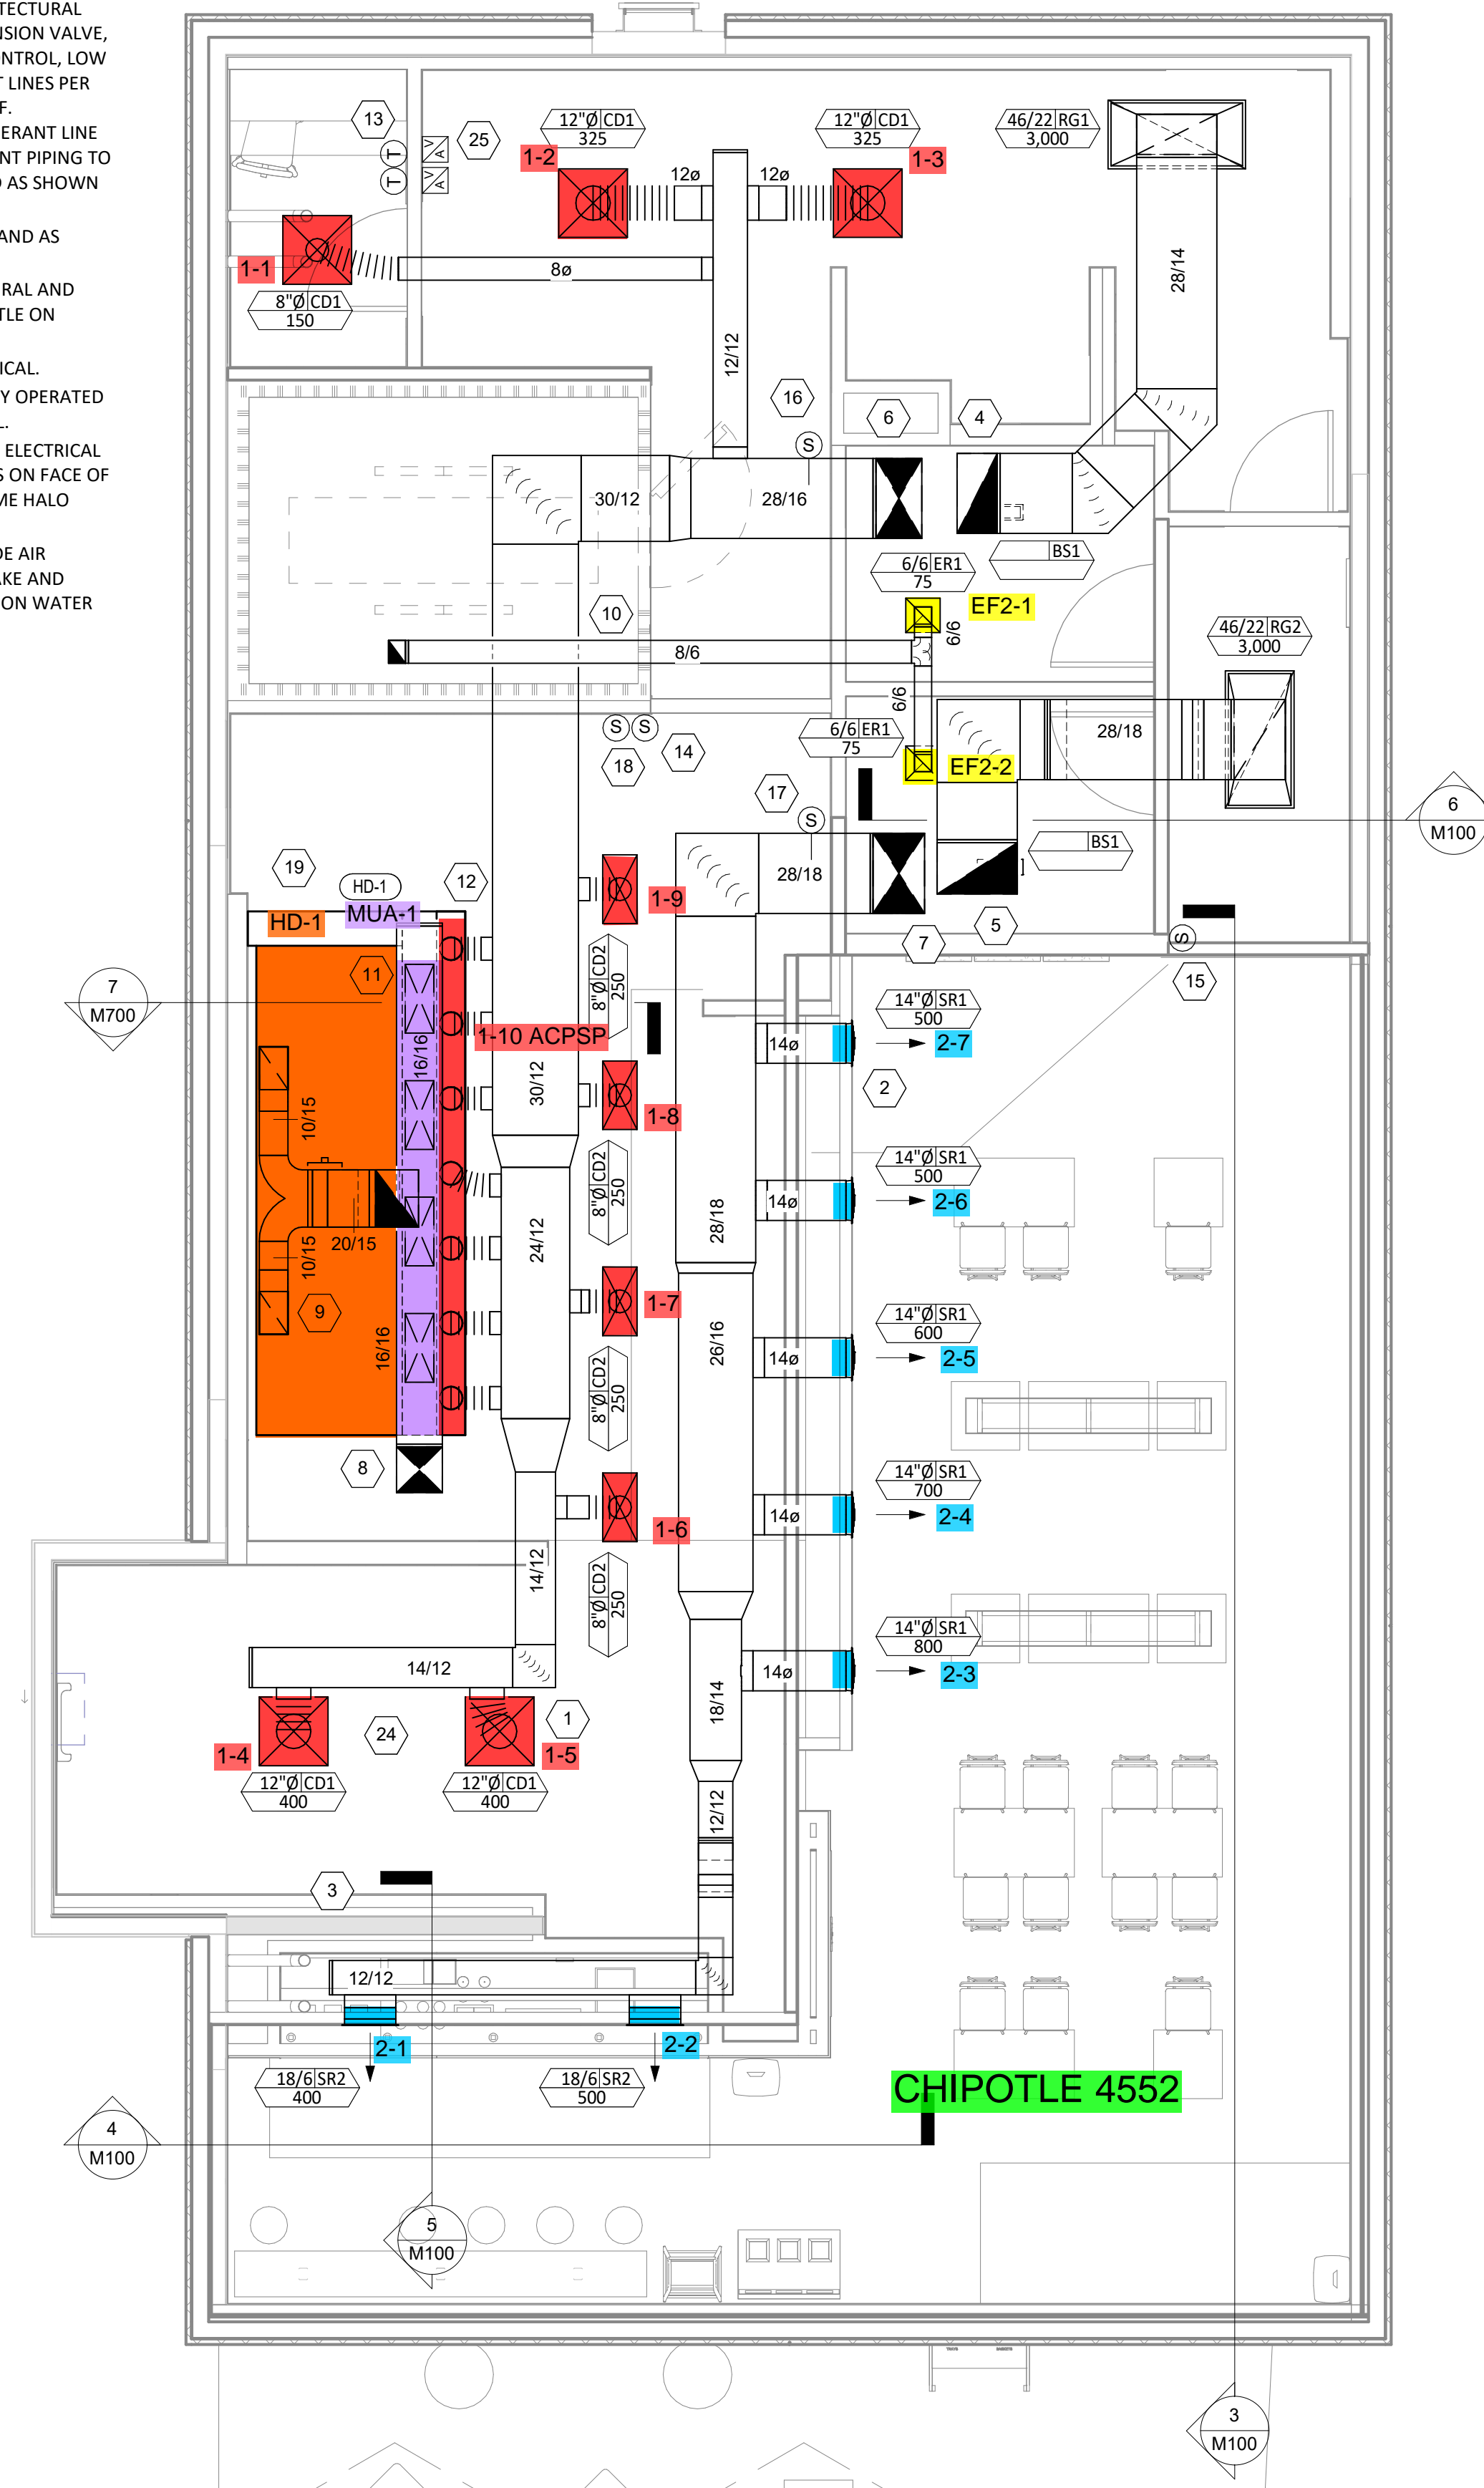 TECTURAL
NSION VALVE,
ONTROL, LOW
T LINES PER
F.
ERANT LINE
NT PIPING TO
D AS SHOWN
AND AS
RAL AND
TLE ON
ICAL.
Y OPERATED
L.
ELECTRICAL
S ON FACE OF
ME HALO
DE AIR
AKE AND
ON WATER
13
T
T
V
A
V
A
25
12"Ø CD1
325
12"Ø CD1
325
46/22 RG1
3,000
1-2
1-3
12ø
12ø
1-1
8ø
8"Ø CD1
150
28/14
12/12
16
6
4
S
30/12
28/16
BS1
6/6 ER1
75
10
EF2-1
6/6
8/6
46/22 RG2
3,000
6/6
6/6 ER1
75
S S
18
14
EF2-2
28/18
17
S
6
M100
BS1
19
HD-1
12
28/18
HD-1
MUA-1
1-9
5
7
S
15
11
8"Ø CD2
250
7
M700
14"Ø SR1
500
1-10 ACPSP
16/16
14ø
2-7
30/12
2
10/15
1-8
14"Ø SR1
500
8"Ø CD2
250
14ø
2-6
28/18
24/12
20/15
10/15
9
1-7
16/16
26/16
14"Ø SR1
600
14ø
2-5
8"Ø CD2
250
8
14"Ø SR1
700
14ø
2-4
1-6
14/12
8"Ø CD2
250
14"Ø SR1
800
14/12
14ø
2-3
18/14
1
24
1-4
1-5
12"Ø CD1
400
12"Ø CD1
400
12/12
3
12/12
2-1
2-2
18/6 SR2
400
18/6 SR2
500
CHIPOTLE 4552
4
M100
5
M100
3
M100